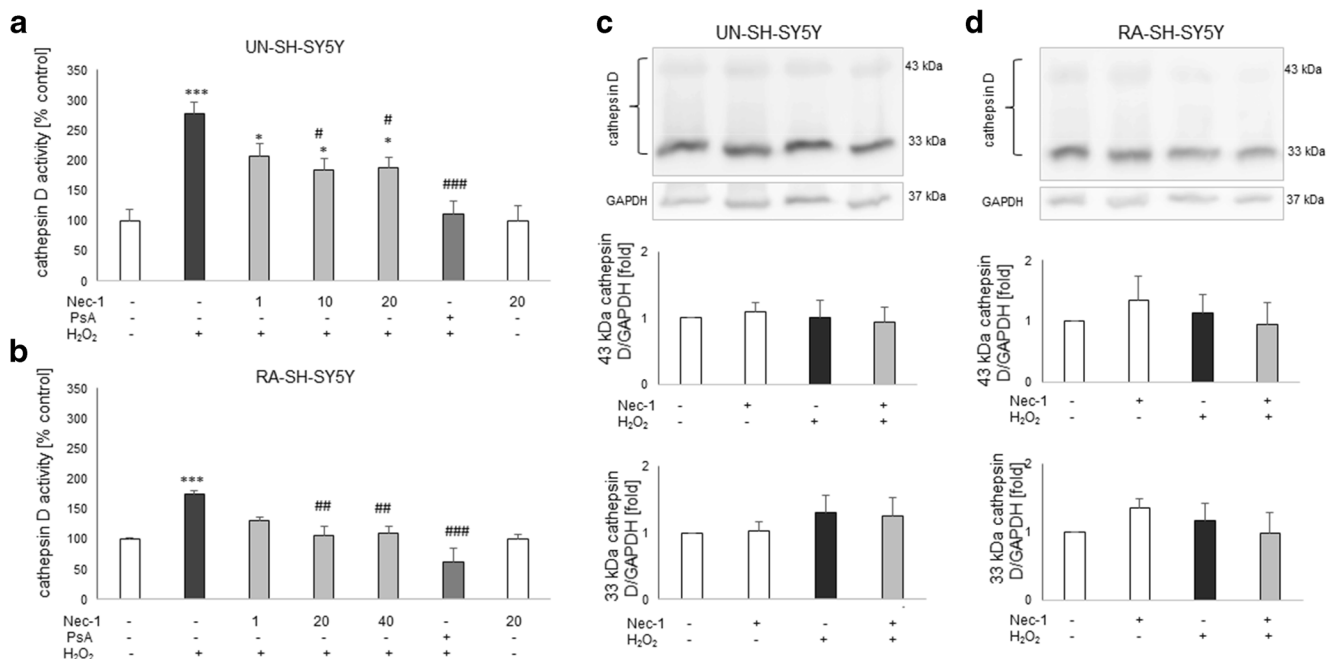 a
UN-SH-SY5Y
cathepsin D activity [% control]
350
300
250
200
150
100
50
0
***
*
#
*
#
*
###
Nec-1 - - 1 10 20 - 20
PsA - - - - - + -
H₂O₂ - + + + + + -
b
RA-SH-SY5Y
cathepsin D activity [% control]
350
300
250
200
150
100
50
0
***
##
##
###
Nec-1 - - 1 20 40 - 20
PsA - - - - - + -
H₂O₂ - + + + + + -
c
UN-SH-SY5Y
cathepsin D
43 kDa
33 kDa
GAPDH
37 kDa
43 kDa cathepsin
D/GAPDH [fold]
2
1
0
Nec-1 - + - +
H₂O₂ - - + +
33 kDa cathepsin
D/GAPDH [fold]
2
1
0
Nec-1 - + - +
H₂O₂ - - + +
d
RA-SH-SY5Y
cathepsin D
43 kDa
33 kDa
GAPDH
37 kDa
43 kDa cathepsin
D/GAPDH [fold]
2
1
0
Nec-1 - + - +
H₂O₂ - - + +
33 kDa cathepsin
D/GAPDH [fold]
2
1
0
Nec-1 - + - +
H₂O₂ - - + +